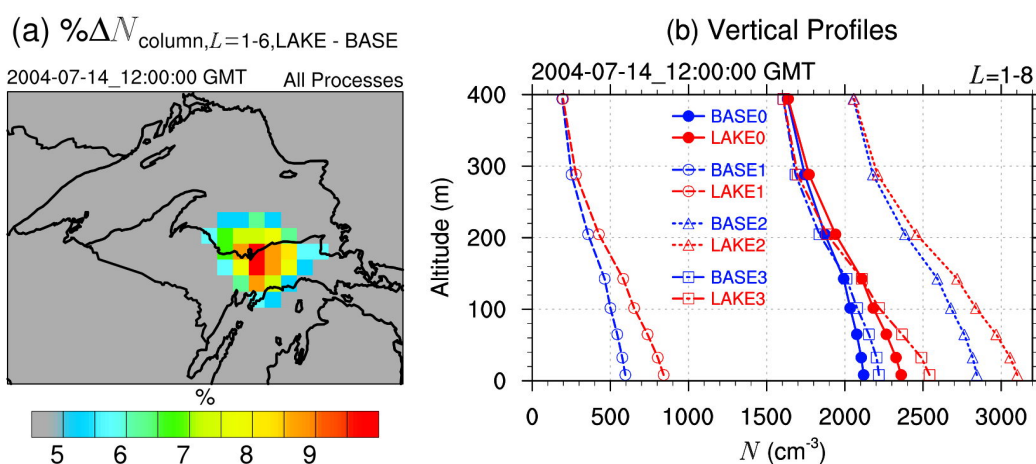 (a) %ΔN column,L=1-6,LAKE - BASE
2004-07-14_12:00:00 GMT All Processes
%
5 6 7 8 9
(b) Vertical Profiles
2004-07-14_12:00:00 GMT L=1-8
Altitude (m)
400
300
200
100
0
BASE0
LAKE0
BASE1
LAKE1
BASE2
LAKE2
BASE3
LAKE3
0 500 1000 1500 2000 2500 3000
N (cm-3)